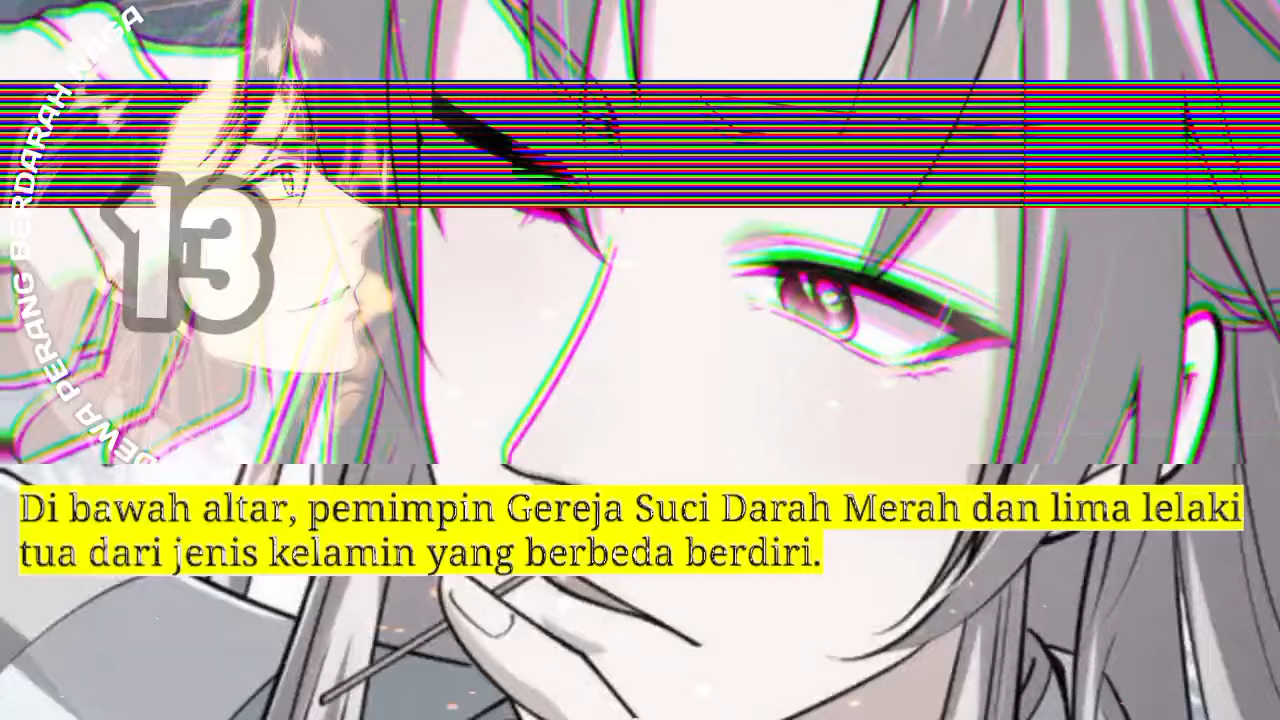 DEWA PERANG BERDARAH NAGA
13
Di bawah altar, pemimpin Gereja Suci Darah Merah dan lima lelaki
tua dari jenis kelamin yang berbeda berdiri.